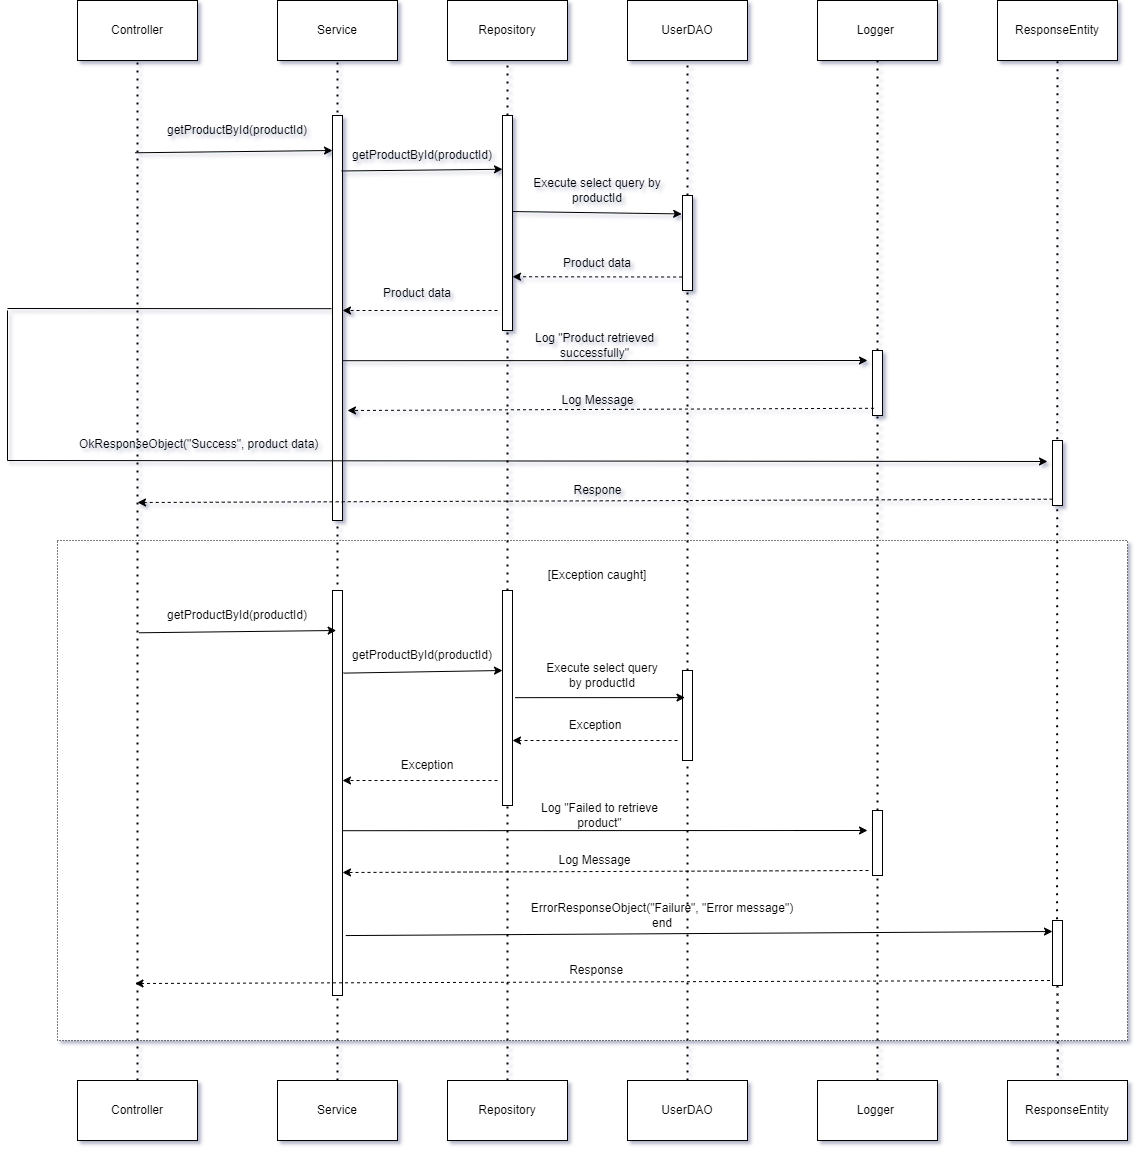 Controller
Service
Repository
UserDAO
Logger
ResponseEntity
getProductById(productId)
getProductById(productId)
Execute select query by
productId
Product data
Product data
Log "Product retrieved
successfully"
Log Message
OkResponseObject("Success", product data)
Respone
[Exception caught]
getProductById(productId)
getProductById(productId)
Execute select query
by productId
Exception
Exception
Log "Failed to retrieve
product"
Log Message
ErrorResponseObject("Failure", "Error message")
end
Response
Controller
Service
Repository
UserDAO
Logger
ResponseEntity